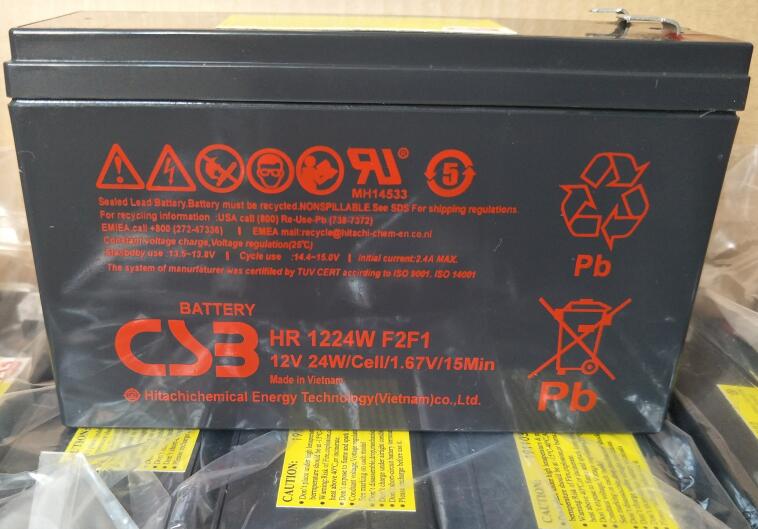 MH14533
5
Sealed Lead Battery.Battery must be recycled.NONSPILLABLE.See SDS For shipping regulations.
For recycling information :USA call (800) Re-Use-Pb (738-7372)
EMIEA.call +800 (272-47336) | EMEA mail:recycle@hitachi-chem-en.co.nl
Constant voltage charge,Voltage regulation(25°C)
Standoby use :13.5~13.8V | Cycle use :14.4~15.0V | Initial current:2.4A MAX.
The system of manurfaturer was certifiled by TUV CERT according to ISO 9001. ISO 14001
Pb
BATTERY
CSB HR 1224W F2F1
12V 24W/Cell/1.67V/15Min
Made in Vietnam
Hitachichemical Energy Technology(Vietnam)co.,Ltd.
Pb
CAUTION:
CAUTION: